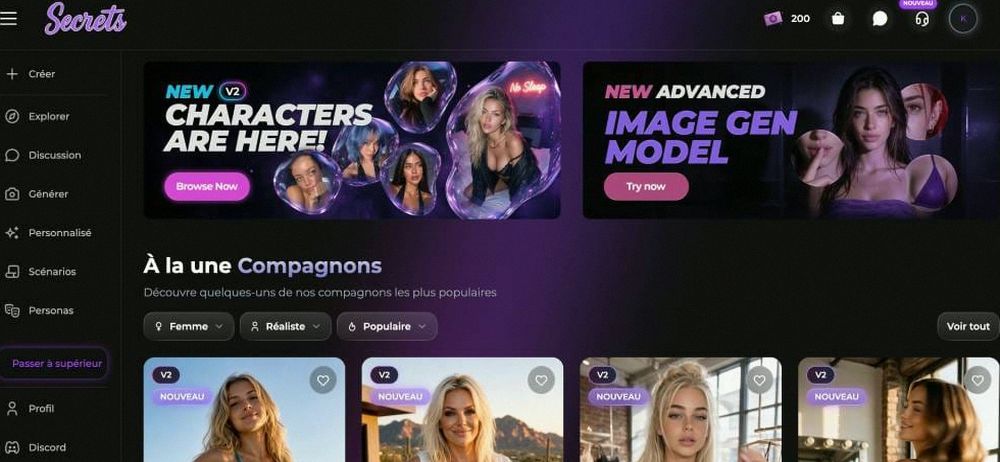 Secrets
200
NOUVEAU
K
Créer
Explorer
Discussion
Générer
Personnalisé
Scénarios
Personas
Passer à supérieur
Profil
Discord
NEW V2
CHARACTERS
ARE HERE!
Browse Now
No Sleep
NEW ADVANCED
IMAGE GEN
MODEL
Try now
À la une Compagnons
Découvre quelques-uns de nos compagnons les plus populaires
Femme
Réaliste
Populaire
Voir tout
V2
NOUVEAU
V2
NOUVEAU
V2
NOUVEAU
V2
NOUVEAU